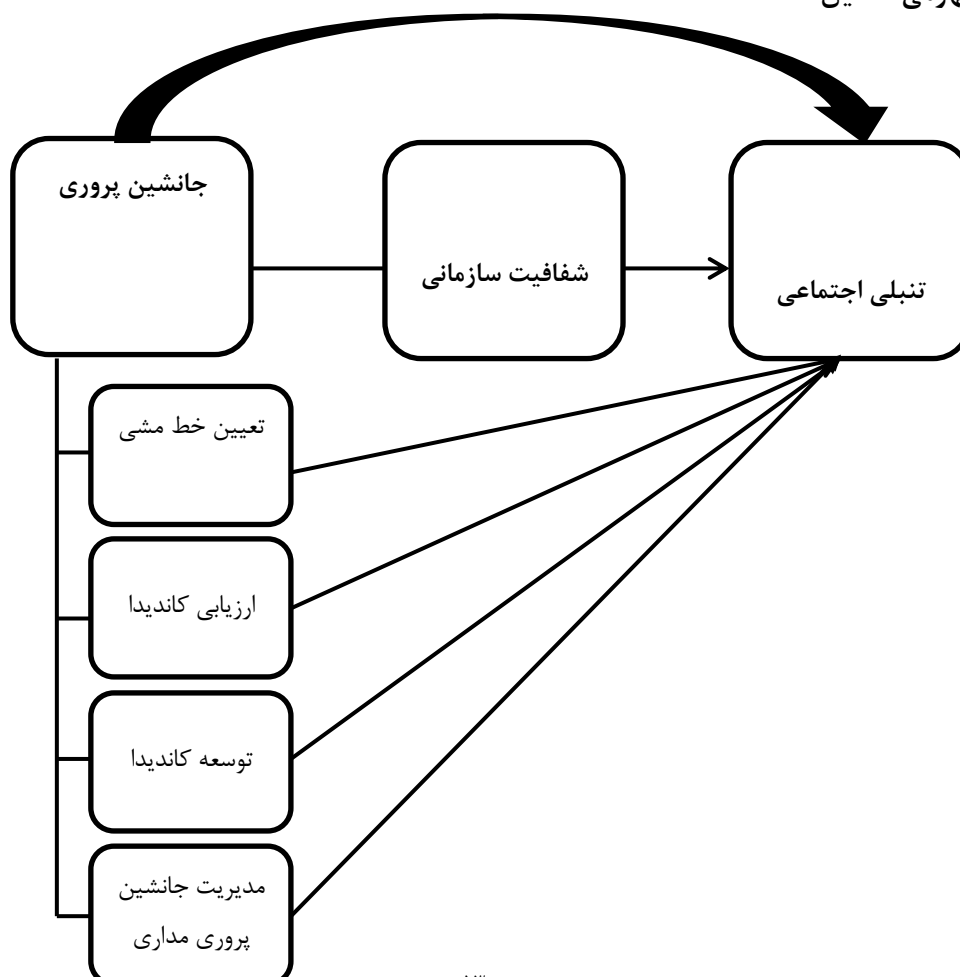 جانشین پروری
شفافیت سازمانی
تنبلی اجتماعی
تعیین خط مشی
ارزیابی کاندیدا
توسعه کاندیدا
مدیریت جانشین
پروری مداری